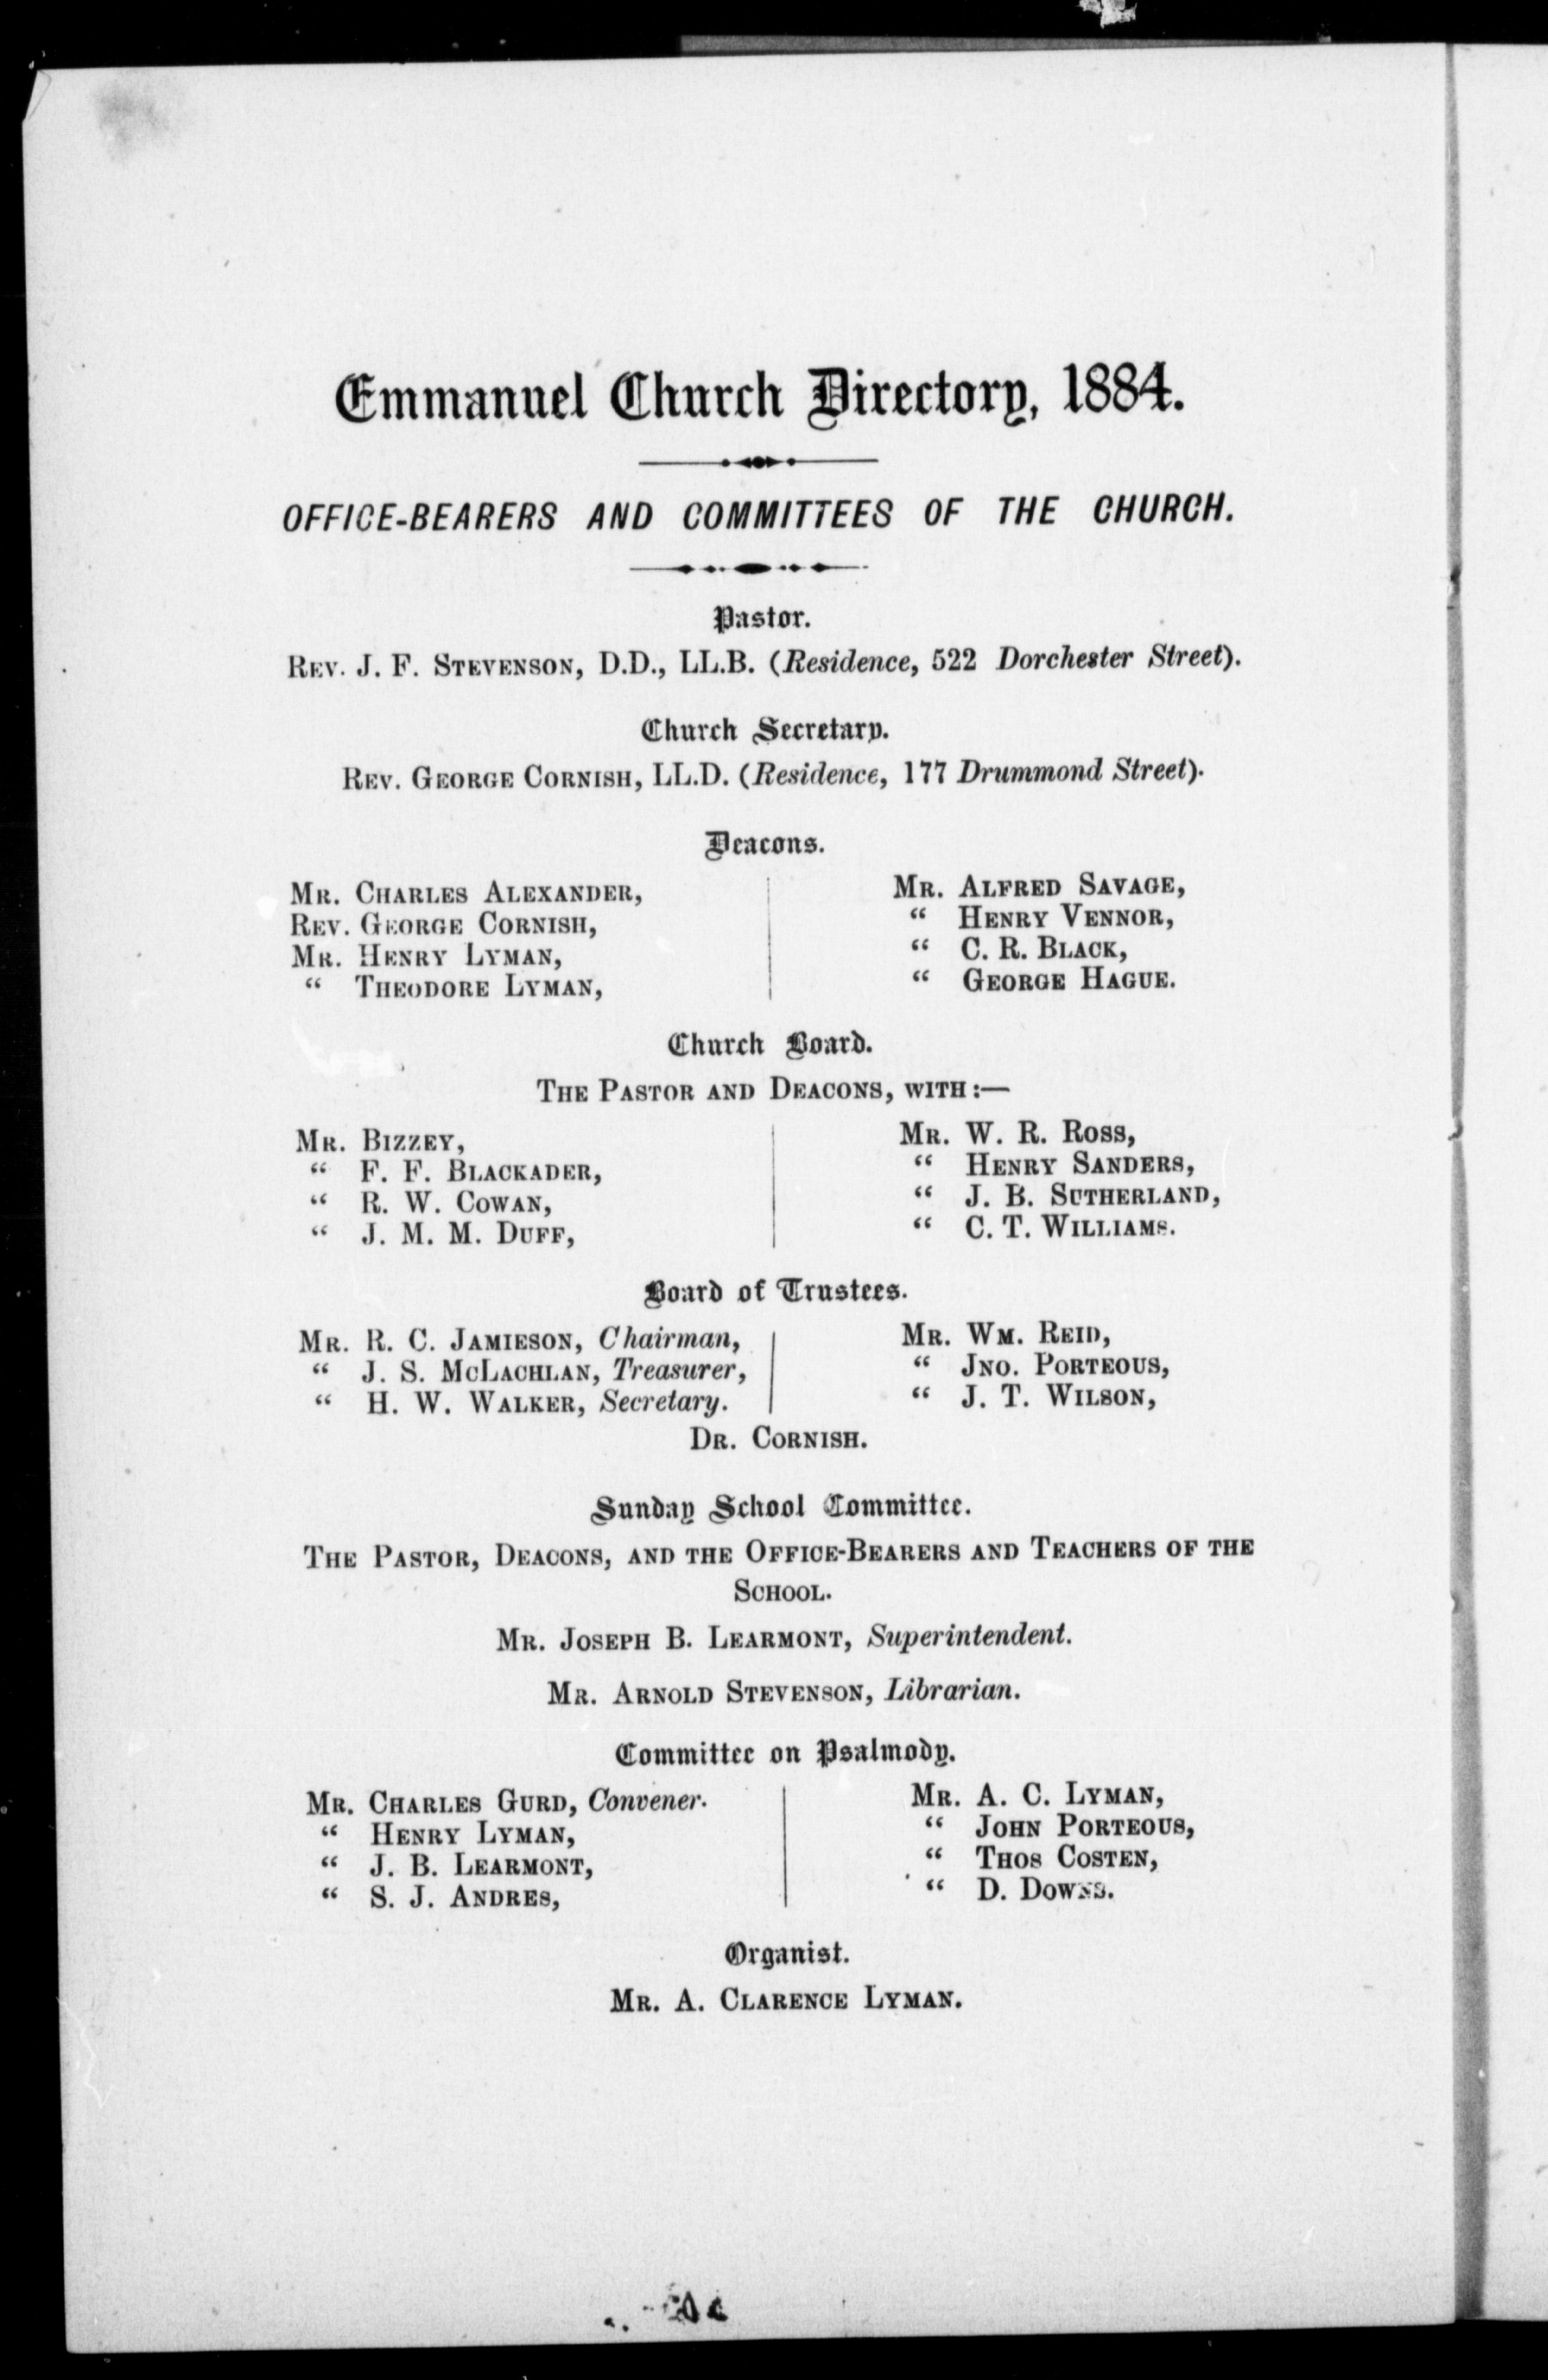 Emmanuel Church Directory, 1884.
OFFICE-BEARERS AND COMMITTEES OF THE CHURCH.
Pastor.
REV. J. F. STEVENSON, D.D., LL.B. (Residence, 522 Dorchester Street).
Church Secretary.
REV. GEORGE CORNISH, LL.D. (Residence, 177 Drummond Street).
Deacons.
MR. CHARLES ALEXANDER,
REV. GEORGE CORNISH,
MR. HENRY LYMAN,
“ THEODORE LYMAN,
MR. ALFRED SAVAGE,
“ HENRY VENNOR,
“ C. R. BLACK,
“ GEORGE HAGUE.
Church Board.
THE PASTOR AND DEACONS, WITH :—
MR. BIZZEY,
“ F. F. BLACKADER,
“ R. W. COWAN,
“ J. M. M. DUFF,
MR. W. R. ROSS,
“ HENRY SANDERS,
“ J. B. SUTHERLAND,
“ C. T. WILLIAMS.
Board of Trustees.
MR. R. C. JAMIESON, Chairman,
“ J. S. MCLACHLAN, Treasurer,
“ H. W. WALKER, Secretary.
MR. WM. REID,
“ JNO. PORTEOUS,
“ J. T. WILSON,
DR. CORNISH.
Sunday School Committee.
THE PASTOR, DEACONS, AND THE OFFICE-BEARERS AND TEACHERS OF THE
SCHOOL.
MR. JOSEPH B. LEARMONT, Superintendent.
MR. ARNOLD STEVENSON, Librarian.
Committee on Psalmody.
MR. CHARLES GURD, Convener.
“ HENRY LYMAN,
“ J. B. LEARMONT,
“ S. J. ANDRES,
MR. A. C. LYMAN,
“ JOHN PORTEOUS,
“ THOS COSTEN,
“ D. DOWNS.
Organist.
MR. A. CLARENCE LYMAN.